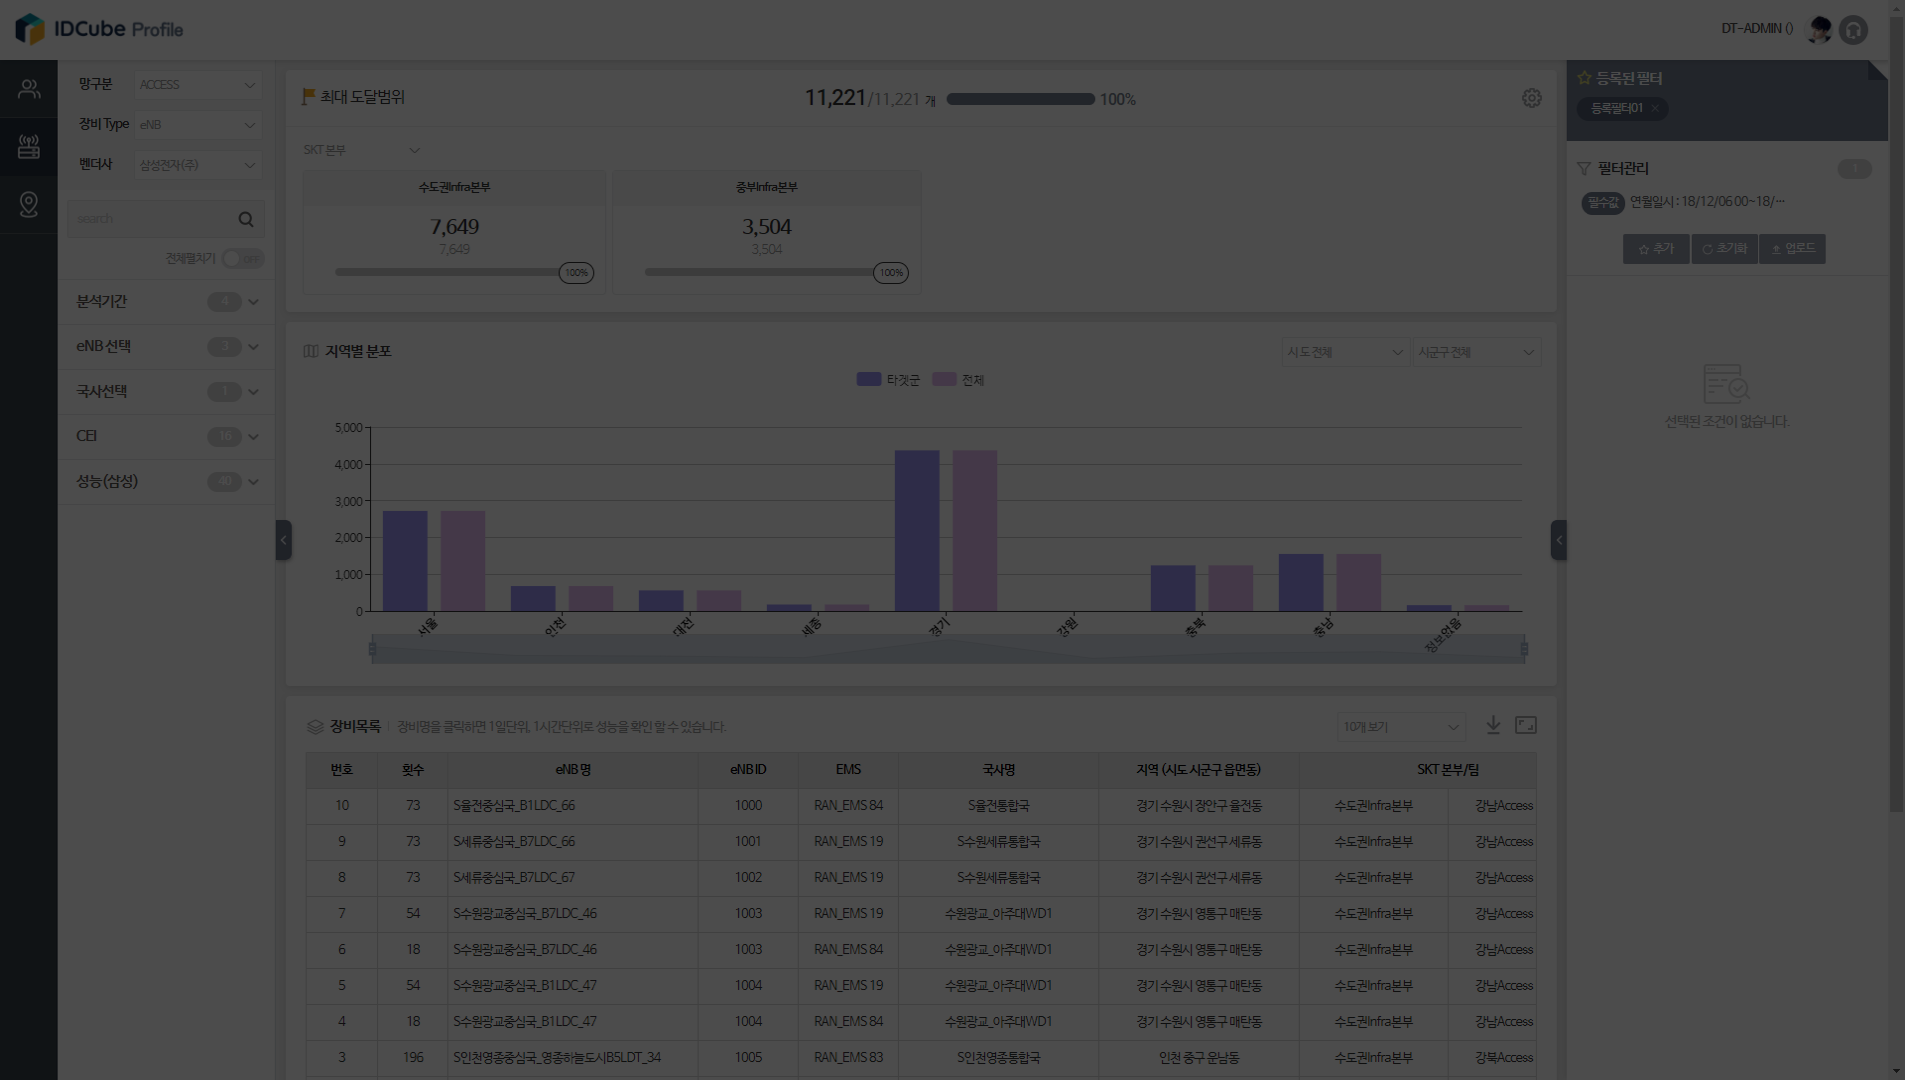 IDCube Profile
DT-ADMIN ()
망구분 ACCESS
장비 Type eNB
벤더사 삼성전자(주)
search
전체펼치기 OFF
분석기간 4
eNB 선택 3
국사선택 1
CEI 16
성능(삼성) 40
최대 도달범위
11,221/11,221 개 100%
SKT 본부
수도권Infra본부 중부Infra본부
7,649 3,504
7,649 3,504
100% 100%
지역별 분포
시도 전체 시군구 전체
타겟군 전체
5,000
4,000
3,000
2,000
1,000
0
서울 인천 대전 세종 경기 강원 충북 충남 정보없음
장비목록 장비명을 클릭하면 1일단위, 1시간단위로 성능을 확인 할 수 있습니다.
10개 보기
번호 횟수 eNB 명 eNB ID EMS 국사명 지역 (시도 시군구 읍면동) SKT 본부/팀
10 73 S율전중심국_B1LDC_66 1000 RAN_EMS 84 S율전통합국 경기 수원시 장안구 율전동 수도권Infra본부 강남Access
9 73 S세류중심국_B7LDC_66 1001 RAN_EMS 19 S수원세류통합국 경기 수원시 권선구 세류동 수도권Infra본부 강남Access
8 73 S세류중심국_B7LDC_67 1002 RAN_EMS 19 S수원세류통합국 경기 수원시 권선구 세류동 수도권Infra본부 강남Access
7 54 S수원광교중심국_B7LDC_46 1003 RAN_EMS 19 수원광교_아주대WD1 경기 수원시 영통구 매탄동 수도권Infra본부 강남Access
6 18 S수원광교중심국_B7LDC_46 1003 RAN_EMS 84 수원광교_아주대WD1 경기 수원시 영통구 매탄동 수도권Infra본부 강남Access
5 54 S수원광교중심국_B1LDC_47 1004 RAN_EMS 19 수원광교_아주대WD1 경기 수원시 영통구 매탄동 수도권Infra본부 강남Access
4 18 S수원광교중심국_B1LDC_47 1004 RAN_EMS 84 수원광교_아주대WD1 경기 수원시 영통구 매탄동 수도권Infra본부 강남Access
3 196 S인천영종중심국_영종하늘도시B5LDT_34 1005 RAN_EMS 83 S인천영종통합국 인천 중구 운남동 수도권Infra본부 강북Access
등록된 필터
등록필터01 ×
필터관리 1
필수값 연월일시 : 18/12/06 00~18/···
추가 초기화 업로드
선택된 조건이 없습니다.